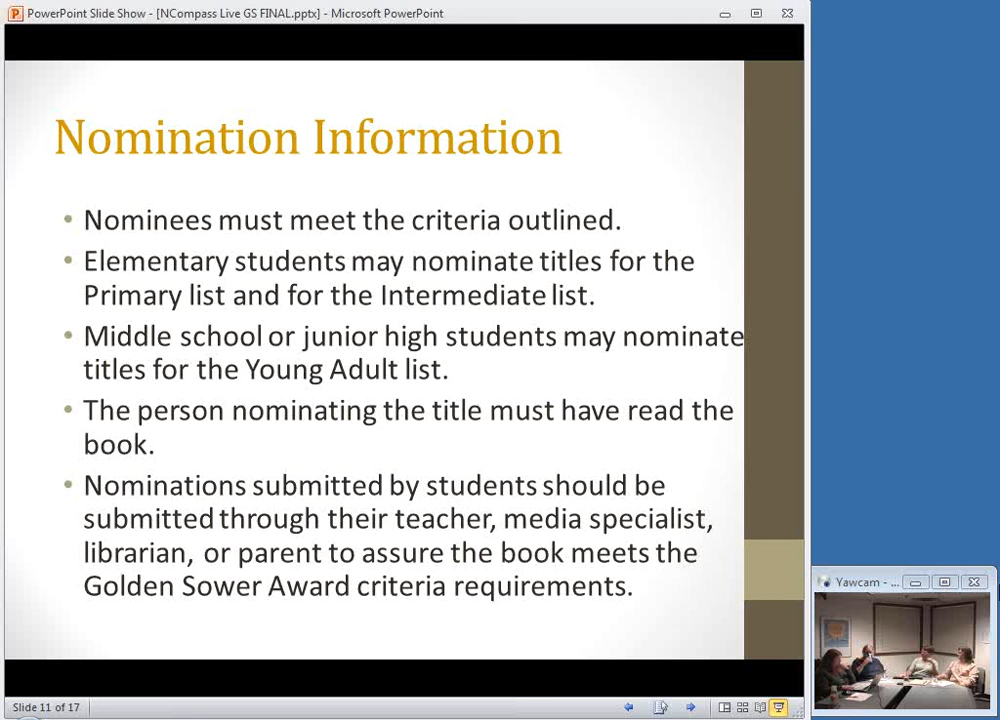 PowerPoint Slide Show - [NCompass Live GS FINAL.pptx] - Microsoft PowerPoint
Nomination Information
• Nominees must meet the criteria outlined.
• Elementary students may nominate titles for the
Primary list and for the Intermediate list.
• Middle school or junior high students may nominate
titles for the Young Adult list.
• The person nominating the title must have read the
book.
• Nominations submitted by students should be
submitted through their teacher, media specialist,
librarian, or parent to assure the book meets the
Golden Sower Award criteria requirements.
Yawcam - ...
Slide 11 of 17